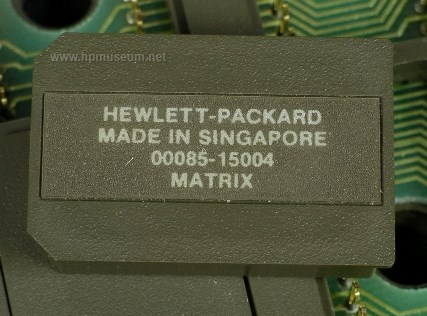 www.hpmuseum.net
HEWLETT-PACKARD
MADE IN SINGAPORE
00085-15004
MATRIX